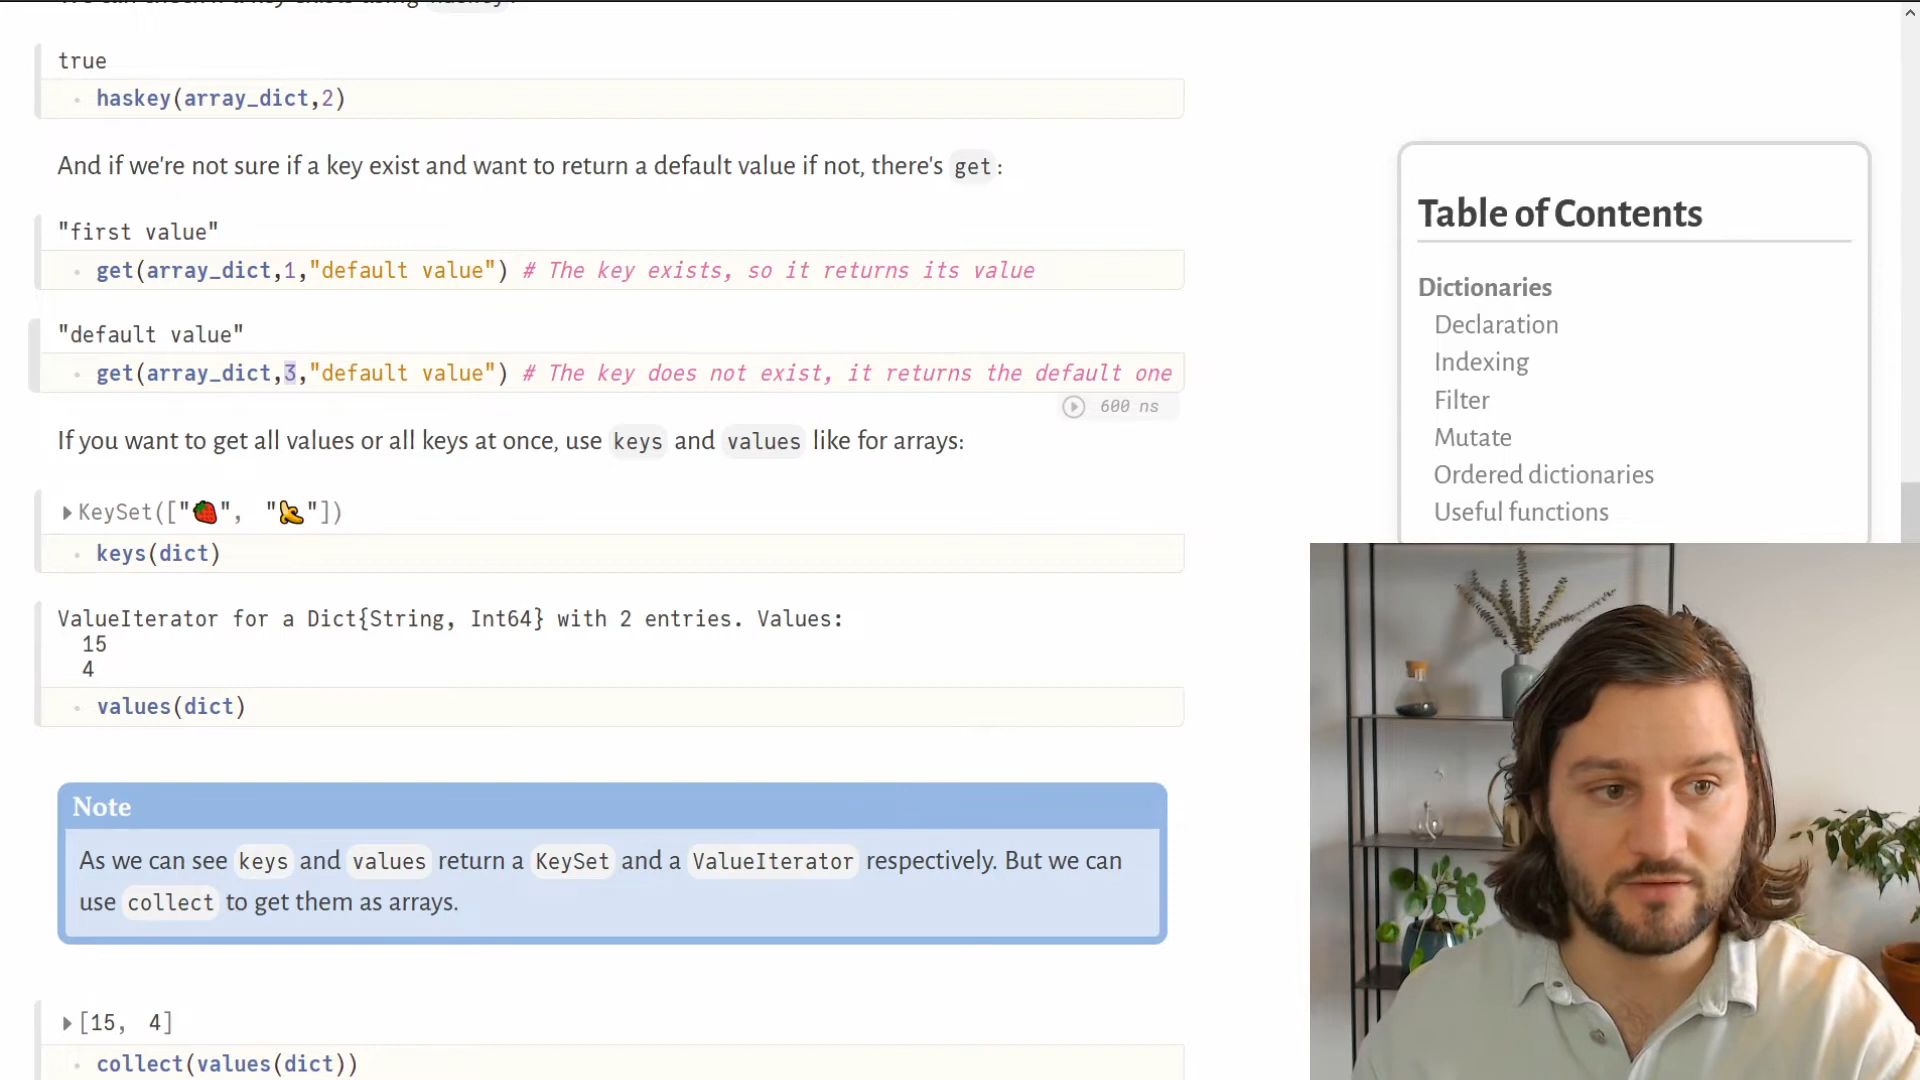 true
haskey(array_dict,2)
And if we're not sure if a key exist and want to return a default value if not, there's get:
"first value"
get(array_dict,1,"default value") # The key exists, so it returns its value
"default value"
get(array_dict,3,"default value") # The key does not exist, it returns the default one
600 ns
If you want to get all values or all keys at once, use keys and values like for arrays:
KeySet(["🍓", "🍌"])
keys(dict)
ValueIterator for a Dict{String, Int64} with 2 entries. Values:
15
4
values(dict)
Note
As we can see keys and values return a KeySet and a ValueIterator respectively. But we can
use collect to get them as arrays.
[15, 4]
collect(values(dict))
Table of Contents
Dictionaries
Declaration
Indexing
Filter
Mutate
Ordered dictionaries
Useful functions